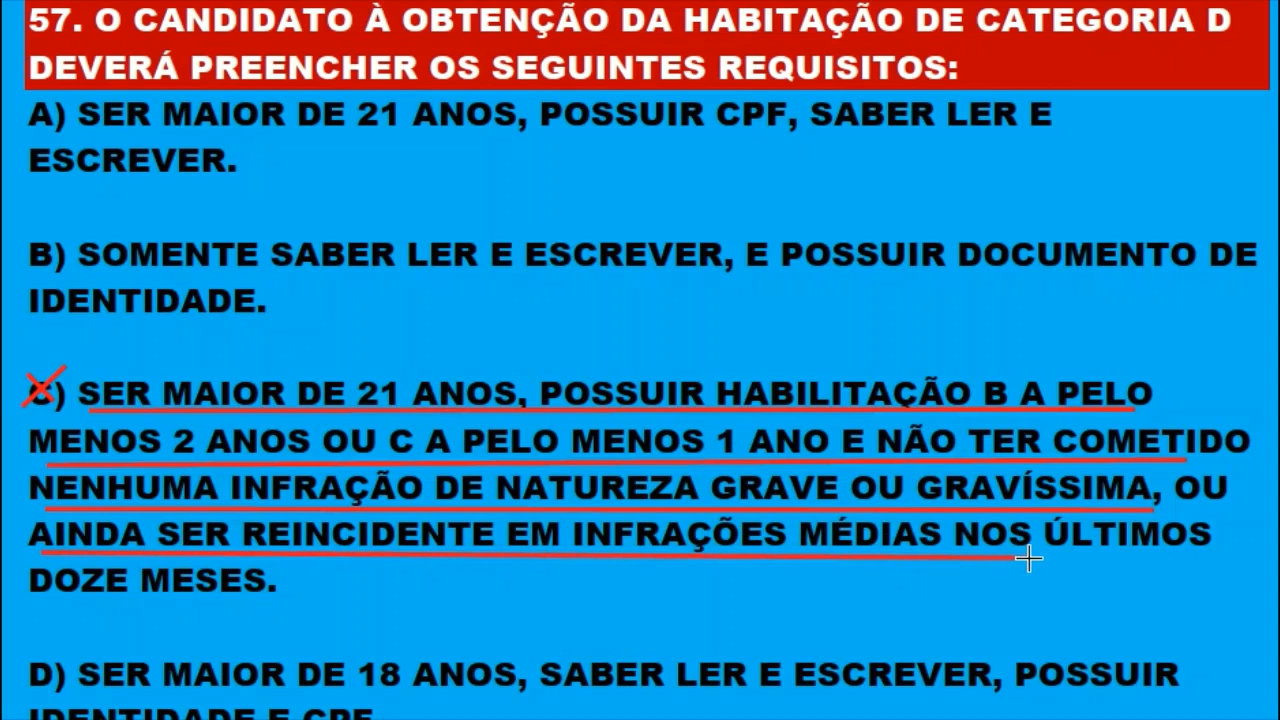 57. O CANDIDATO À OBTENÇÃO DA HABITAÇÃO DE CATEGORIA D
DEVERÁ PREENCHER OS SEGUINTES REQUISITOS:
A) SER MAIOR DE 21 ANOS, POSSUIR CPF, SABER LER E
ESCREVER.
B) SOMENTE SABER LER E ESCREVER, E POSSUIR DOCUMENTO DE
IDENTIDADE.
C) SER MAIOR DE 21 ANOS, POSSUIR HABILITAÇÃO B A PELO
MENOS 2 ANOS OU C A PELO MENOS 1 ANO E NÃO TER COMETIDO
NENHUMA INFRAÇÃO DE NATUREZA GRAVE OU GRAVÍSSIMA, OU
AINDA SER REINCIDENTE EM INFRAÇÕES MÉDIAS NOS ÚLTIMOS
DOZE MESES.
D) SER MAIOR DE 18 ANOS, SABER LER E ESCREVER, POSSUIR
IDENTIDADE E CPF